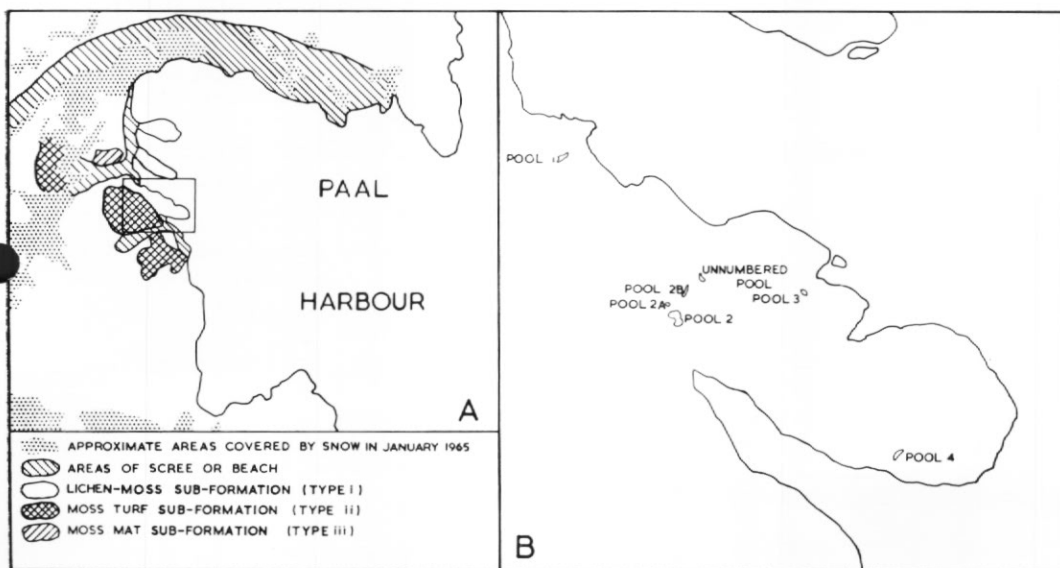 PAAL
HARBOUR
A
APPROXIMATE AREAS COVERED BY SNOW IN JANUARY 1965
AREAS OF SCREE OR BEACH
LICHEN-MOSS SUB-FORMATION (TYPE i)
MOSS TURF SUB-FORMATION (TYPE ii)
MOSS MAT SUB-FORMATION (TYPE iii)
POOL 1
UNNUMBERED
POOL
POOL 2B
POOL 3
POOL 2A
POOL 2
POOL 4
B